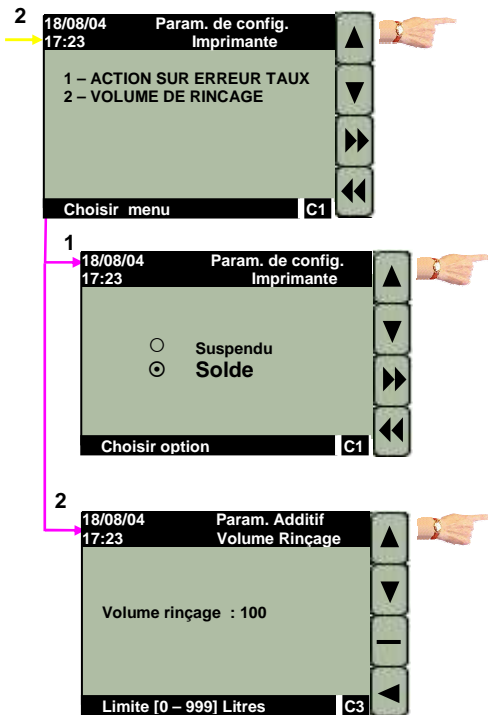 2
18/08/04 Param. de config.
17:23 Imprimante
1 – ACTION SUR ERREUR TAUX
2 – VOLUME DE RINCAGE
Choisir menu C1
1
18/08/04 Param. de config.
17:23 Imprimante
Suspendu
Solde
Choisir option C1
2
18/08/04 Param. Additif
17:23 Volume Rinçage
Volume rinçage : 100
Limite [0 – 999] Litres C3